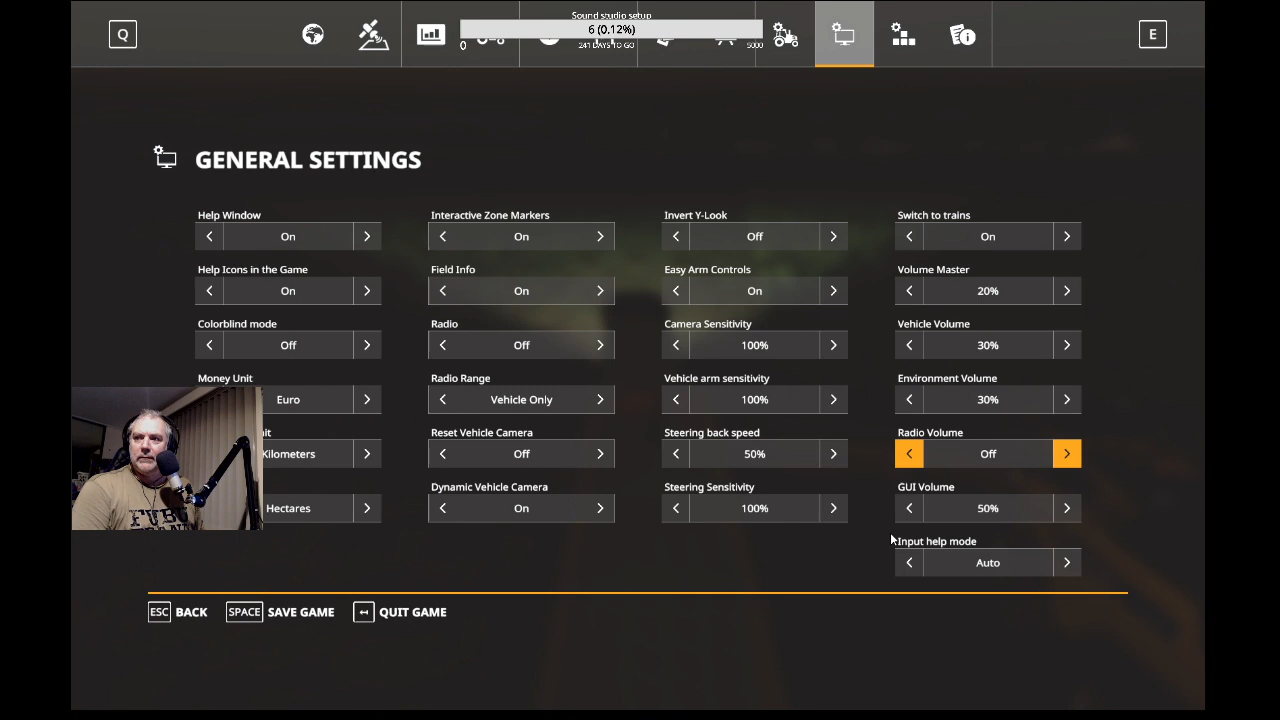 Sound studio setup
6 (0.12%)
0
241 DAYS TO GO
5000
Q
E
GENERAL SETTINGS
Help Window
On
Help Icons in the Game
On
Colorblind mode
Off
Money Unit
Euro
Kilometers
Hectares
Interactive Zone Markers
On
Field Info
On
Radio
Off
Radio Range
Vehicle Only
Reset Vehicle Camera
Off
Dynamic Vehicle Camera
On
Invert Y-Look
Off
Easy Arm Controls
On
Camera Sensitivity
100%
Vehicle arm sensitivity
100%
Steering back speed
50%
Steering Sensitivity
100%
Switch to trains
On
Volume Master
20%
Vehicle Volume
30%
Environment Volume
30%
Radio Volume
Off
GUI Volume
50%
Input help mode
Auto
ESC BACK SPACE SAVE GAME QUIT GAME